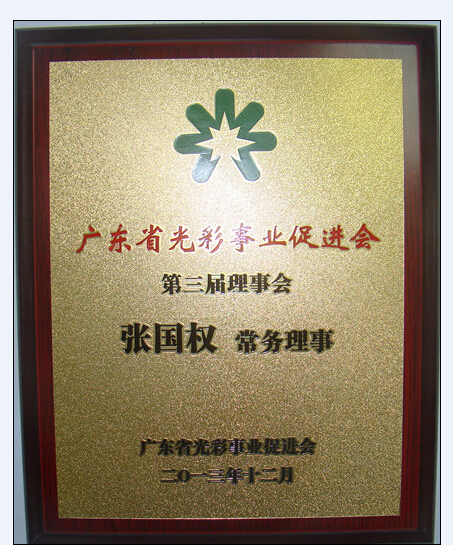 广东省光彩事业促进会
第三届理事会
张国权 常务理事
广东省光彩事业促进会
二O一三年十二月